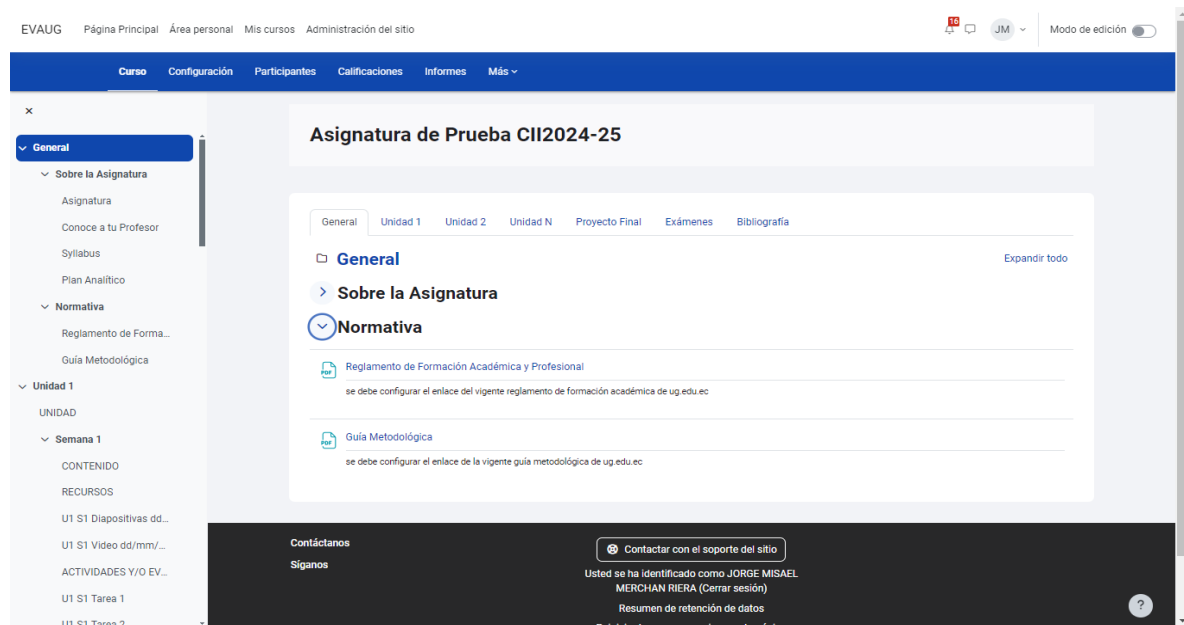 EVAUG Página Principal Área personal Mis cursos Administración del sitio 16 JM Modo de edición
Curso Configuración Participantes Calificaciones Informes Más
General
Sobre la Asignatura
Asignatura
Conoce a tu Profesor
Syllabus
Plan Analítico
Normativa
Reglamento de Forma...
Guía Metodológica
Unidad 1
UNIDAD
Semana 1
CONTENIDO
RECURSOS
U1 S1 Diapositivas dd...
U1 S1 Video dd/mm/...
ACTIVIDADES Y/O EV...
U1 S1 Tarea 1
U1 S1 Tarea 2
Asignatura de Prueba CII2024-25
General Unidad 1 Unidad 2 Unidad N Proyecto Final Exámenes Bibliografía
General Expandir todo
Sobre la Asignatura
Normativa
PDF Reglamento de Formación Académica y Profesional
se debe configurar el enlace del vigente reglamento de formación académica de ug.edu.ec
PDF Guía Metodológica
se debe configurar el enlace de la vigente guía metodológica de ug.edu.ec
Contáctanos
Síganos
Contactar con el soporte del sitio
Usted se ha identificado como JORGE MISAEL
MERCHAN RIERA (Cerrar sesión)
Resumen de retención de datos
?